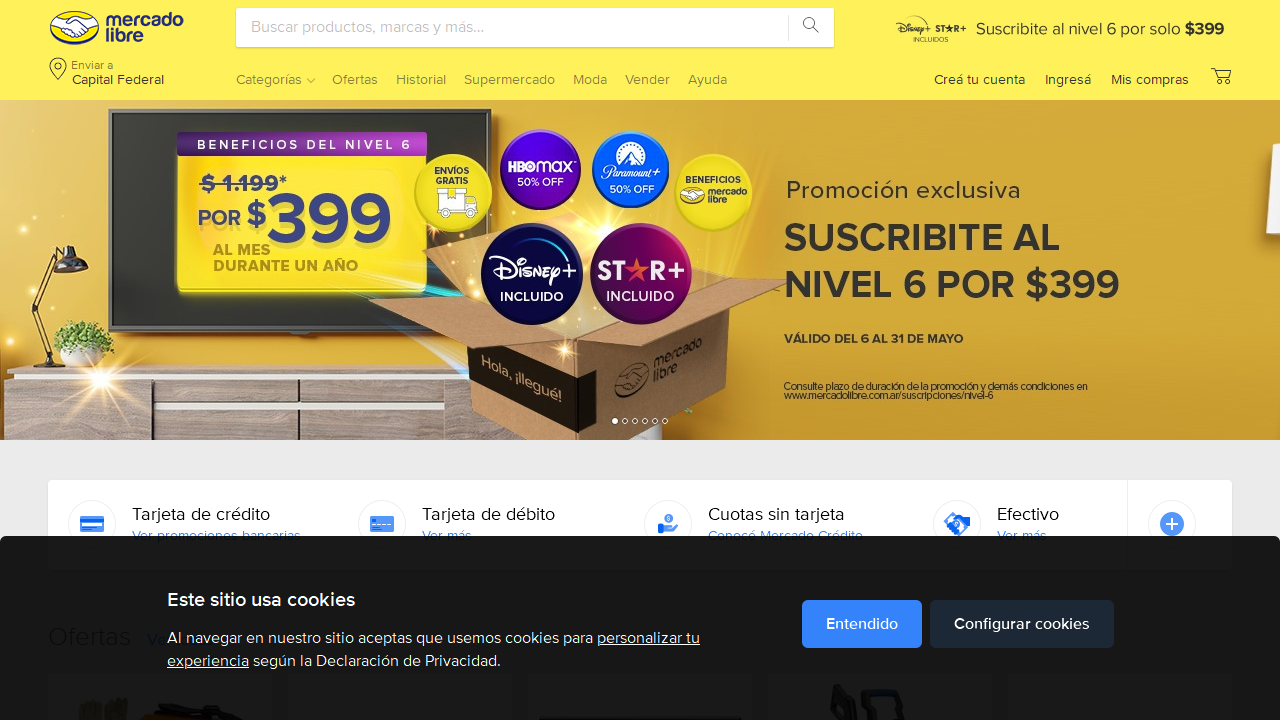 mercado
libre
Buscar productos, marcas y más...
Disney+ STAR+
INCLUIDOS
Suscribite al nivel 6 por solo $399
Enviar a
Capital Federal
Categorías
Ofertas
Historial
Supermercado
Moda
Vender
Ayuda
Creá tu cuenta
Ingresá
Mis compras
BENEFICIOS DEL NIVEL 6
$ 1.199*
POR $399
AL MES
DURANTE UN AÑO
ENVÍOS
GRATIS
HBOmax
50% OFF
Paramount+
50% OFF
BENEFICIOS
mercado
libre
Disney+
INCLUIDO
STAR+
INCLUIDO
Hola, ¡llegué!
mercado
libre
Promoción exclusiva
SUSCRIBITE AL
NIVEL 6 POR $399
VÁLIDO DEL 6 AL 31 DE MAYO
Consulte plazo de duración de la promoción y demás condiciones en
www.mercadolibre.com.ar/suscripciones/nivel-6
Tarjeta de crédito
Ver promociones bancarias
Tarjeta de débito
Ver más
Cuotas sin tarjeta
Conocé Mercado Crédito
Efectivo
Ver más
Ofertas
Este sitio usa cookies
Al navegar en nuestro sitio aceptas que usemos cookies para personalizar tu
experiencia según la Declaración de Privacidad.
Entendido
Configurar cookies